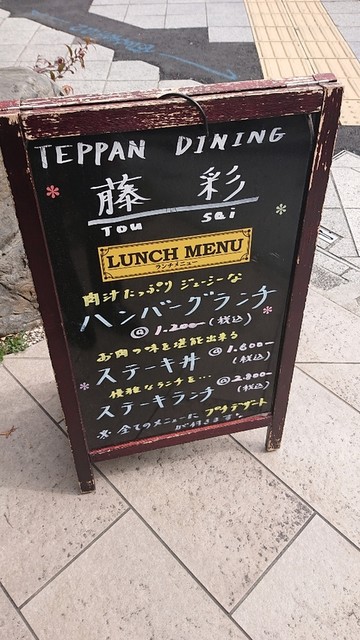 TEPPAN DINING
藤 彩
Tou sai
LUNCH MENU
ランチメニュー
肉汁たっぷり ジューシーな
ハンバーグランチ
@1.200-(税込)
お肉の味を堪能出来る
ステーキ丼 @1.600-
(税込)
優雅なランチを...
ステーキランチ @2.800-
(税込)
※全てのメニューに プチデザート
が付きます。